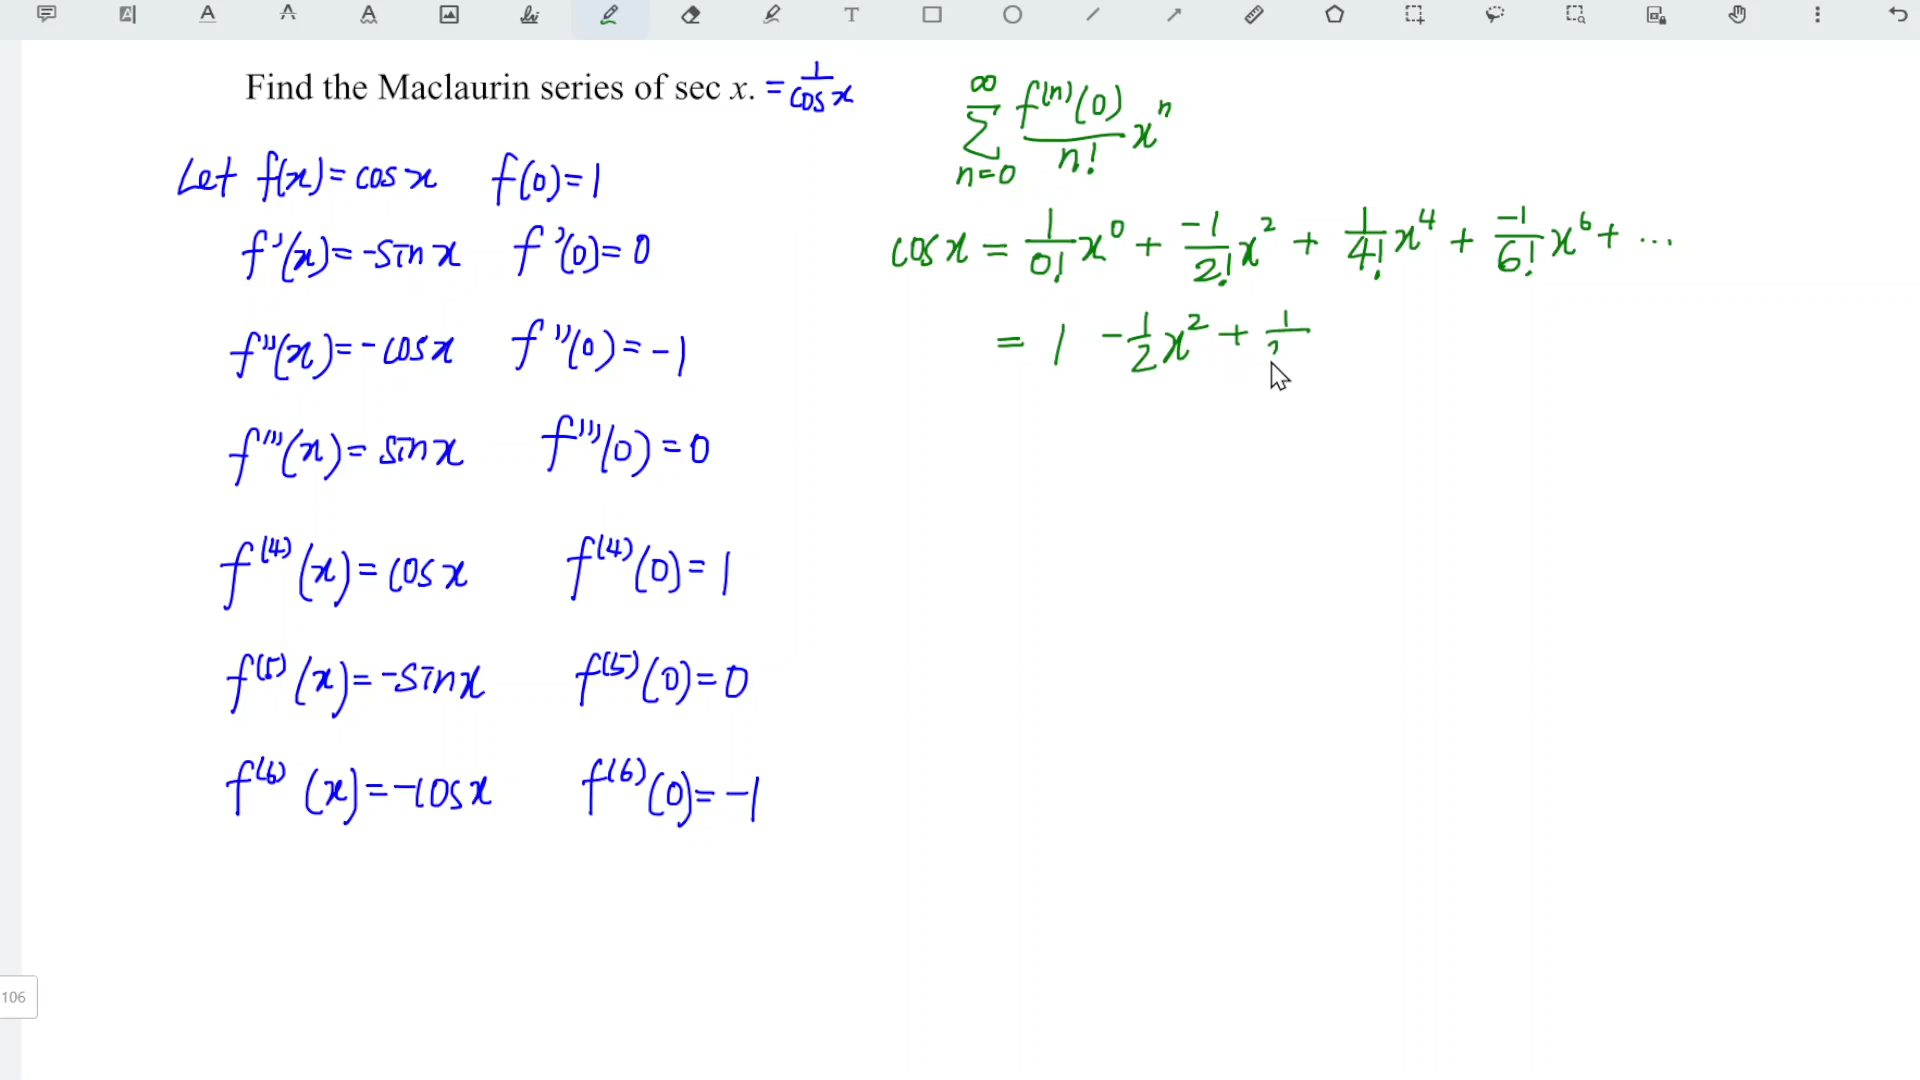 Find the Maclaurin series of sec x. = 1/cos x
Let f(x) = cos x f(0) = 1
f'(x) = -sin x f'(0) = 0
f''(x) = -cos x f''(0) = -1
f'''(x) = sin x f'''(0) = 0
f^(4)(x) = cos x f^(4)(0) = 1
f^(5)(x) = -sin x f^(5)(0) = 0
f^(6)(x) = -cos x f^(6)(0) = -1
∞ ∑ n=0 f^(n)(0)/n! x^n
cos x = 1/0! x^0 + -1/2! x^2 + 1/4! x^4 + -1/6! x^6 + ...
= 1 - 1/2 x^2 + 1/
106